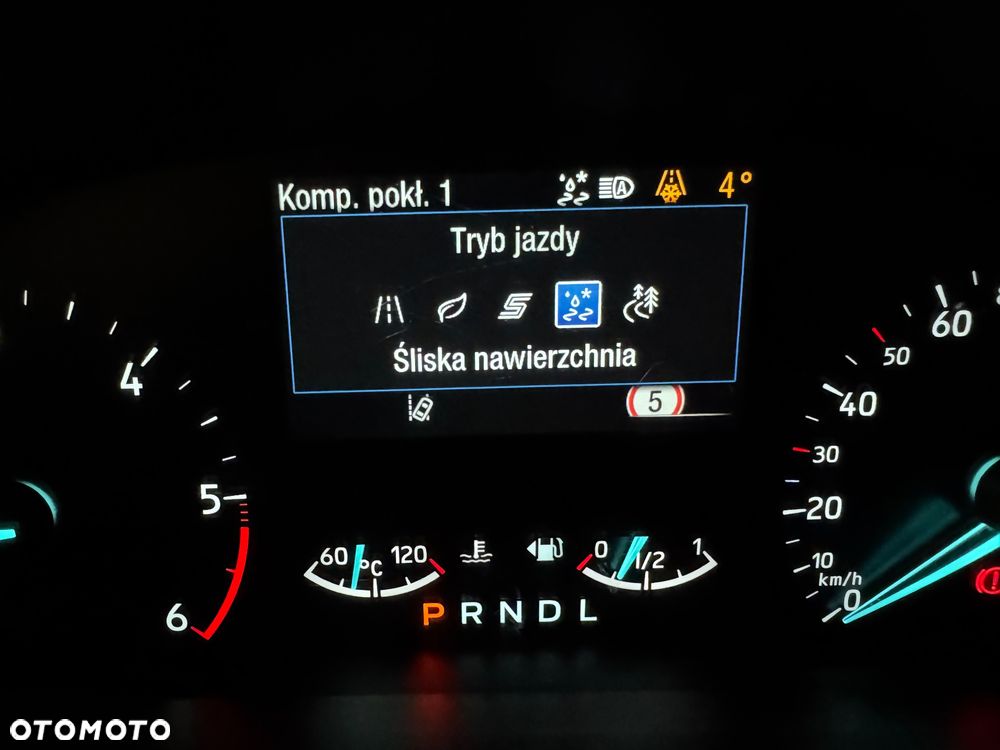 Komp. pokł. 1
A
4°
Tryb jazdy
S
Śliska nawierzchnia
5
4
5
6
60 °C 120
0 1/2 1
P R N D L
60
50
40
30
20
10
km/h
0
OTOMOTO